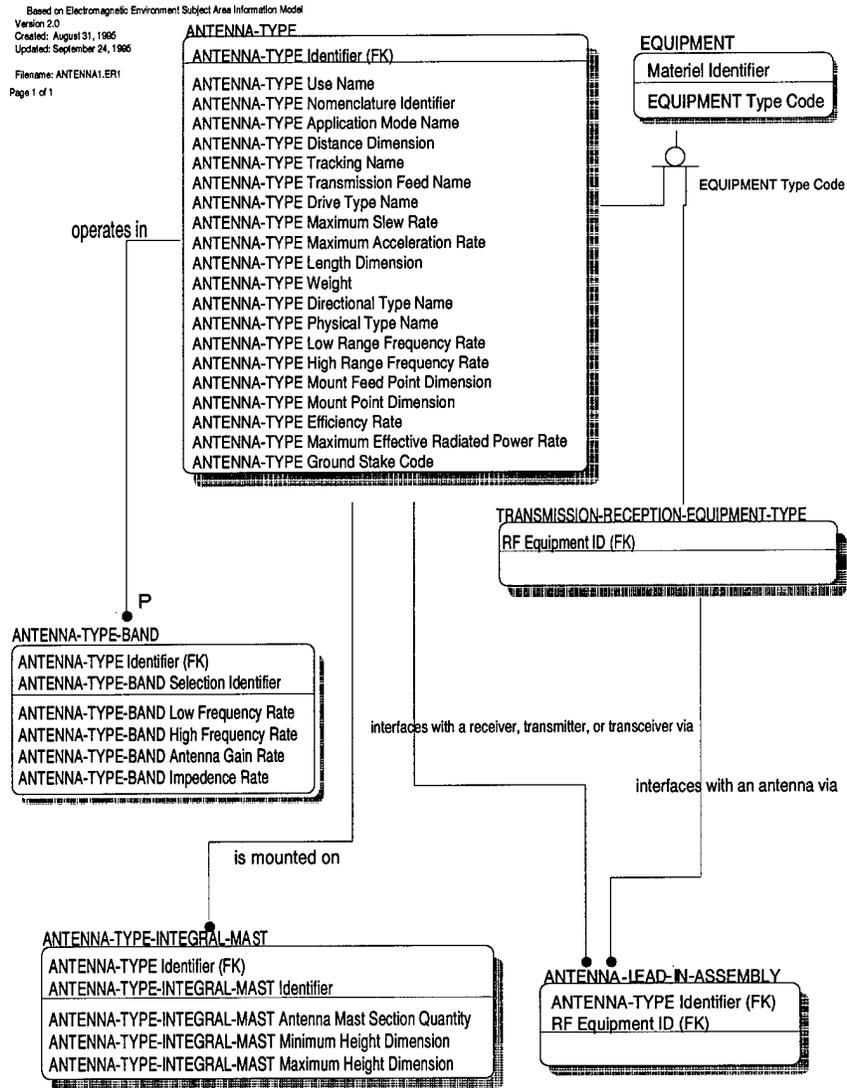 Based on Electromagnetic Environment Subject Area Information Model
Version 2.0
Created: August 31, 1995
Updated: September 24, 1995
Filename: ANTENNA1.ER1
Page 1 of 1
ANTENNA-TYPE
ANTENNA-TYPE Identifier (FK)
ANTENNA-TYPE Use Name
ANTENNA-TYPE Nomenclature Identifier
ANTENNA-TYPE Application Mode Name
ANTENNA-TYPE Distance Dimension
ANTENNA-TYPE Tracking Name
ANTENNA-TYPE Transmission Feed Name
ANTENNA-TYPE Drive Type Name
ANTENNA-TYPE Maximum Slew Rate
ANTENNA-TYPE Maximum Acceleration Rate
ANTENNA-TYPE Length Dimension
ANTENNA-TYPE Weight
ANTENNA-TYPE Directional Type Name
ANTENNA-TYPE Physical Type Name
ANTENNA-TYPE Low Range Frequency Rate
ANTENNA-TYPE High Range Frequency Rate
ANTENNA-TYPE Mount Feed Point Dimension
ANTENNA-TYPE Mount Point Dimension
ANTENNA-TYPE Efficiency Rate
ANTENNA-TYPE Maximum Effective Radiated Power Rate
ANTENNA-TYPE Ground Stake Code
EQUIPMENT
Materiel Identifier
EQUIPMENT Type Code
EQUIPMENT Type Code
operates in
P
TRANSMISSION-RECEPTION-EQUIPMENT-TYPE
RF Equipment ID (FK)
ANTENNA-TYPE-BAND
ANTENNA-TYPE Identifier (FK)
ANTENNA-TYPE-BAND Selection Identifier
ANTENNA-TYPE-BAND Low Frequency Rate
ANTENNA-TYPE-BAND High Frequency Rate
ANTENNA-TYPE-BAND Antenna Gain Rate
ANTENNA-TYPE-BAND Impedence Rate
interfaces with a receiver, transmitter, or transceiver via
interfaces with an antenna via
is mounted on
ANTENNA-TYPE-INTEGRAL-MAST
ANTENNA-TYPE Identifier (FK)
ANTENNA-TYPE-INTEGRAL-MAST Identifier
ANTENNA-TYPE-INTEGRAL-MAST Antenna Mast Section Quantity
ANTENNA-TYPE-INTEGRAL-MAST Minimum Height Dimension
ANTENNA-TYPE-INTEGRAL-MAST Maximum Height Dimension
ANTENNA-LEAD-IN-ASSEMBLY
ANTENNA-TYPE Identifier (FK)
RF Equipment ID (FK)